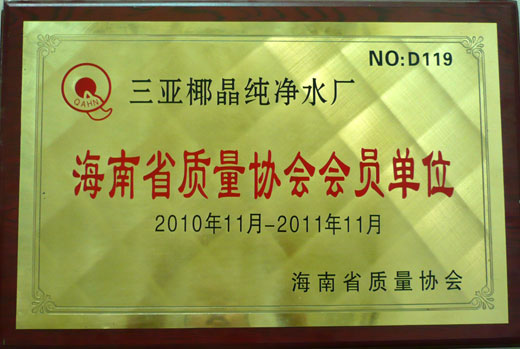 NO:D119
QAHN
三亚椰晶纯净水厂
海南省质量协会会员单位
2010年11月-2011年11月
海南省质量协会